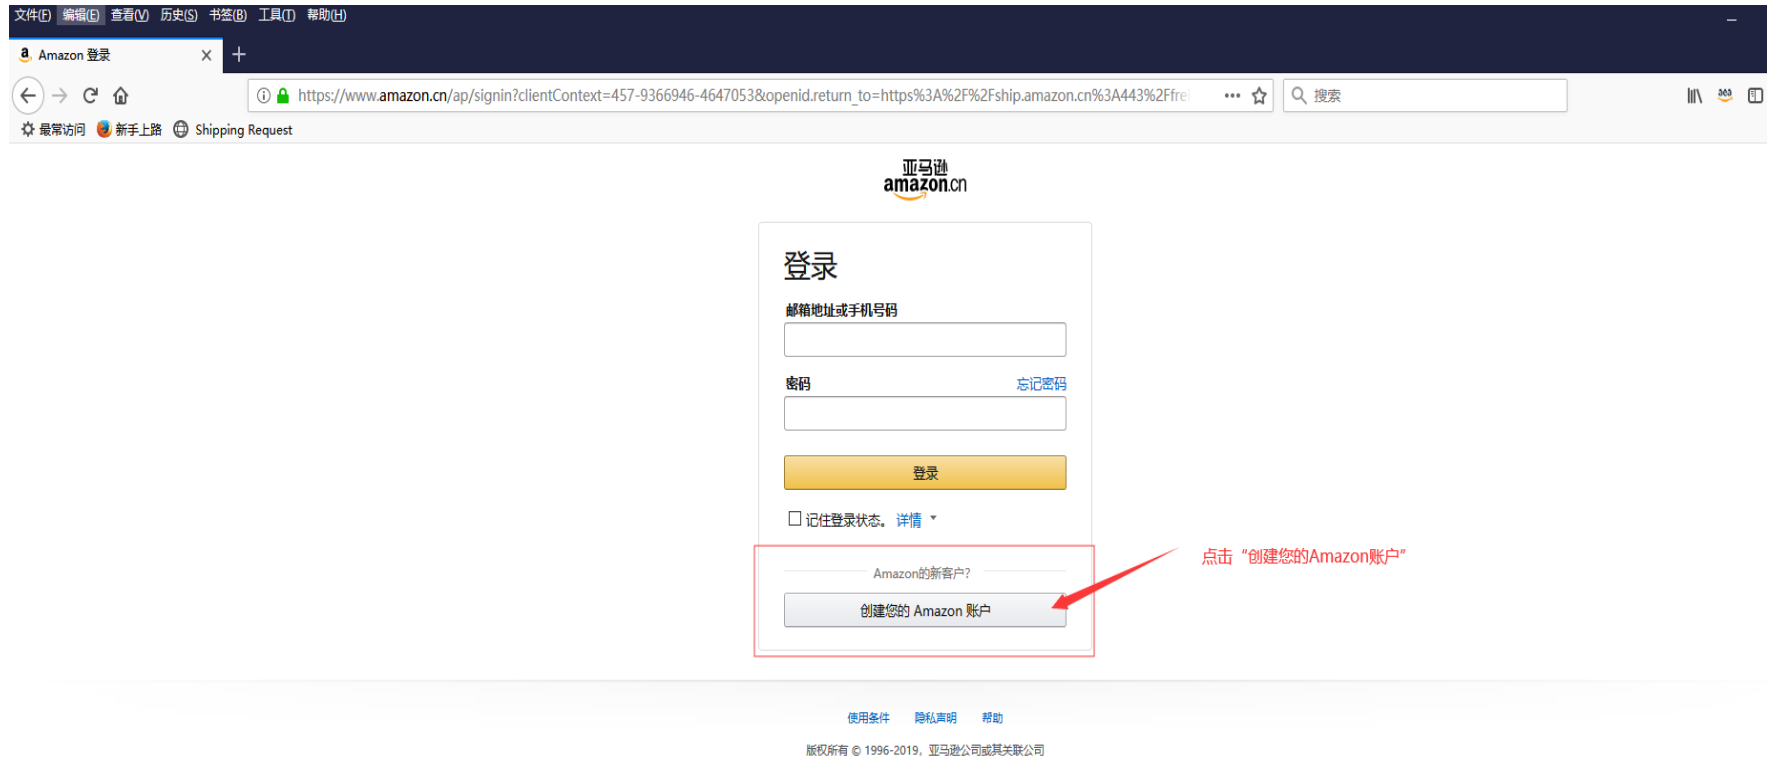 文件(F) 编辑(E) 查看(V) 历史(S) 书签(B) 工具(T) 帮助(H)
Amazon 登录
https://www.amazon.cn/ap/signin?clientContext=457-9366946-4647053&openid.return_to=https%3A%2F%2Fship.amazon.cn%3A443%2Ffre
搜索
最常访问 新手上路 Shipping Request
亚马逊
amazon.cn
登录
邮箱地址或手机号码
密码 忘记密码
登录
记住登录状态。 详情
点击“创建您的Amazon账户”
Amazon的新客户?
创建您的 Amazon 账户
使用条件 隐私声明 帮助
版权所有 © 1996-2019，亚马逊公司或其关联公司